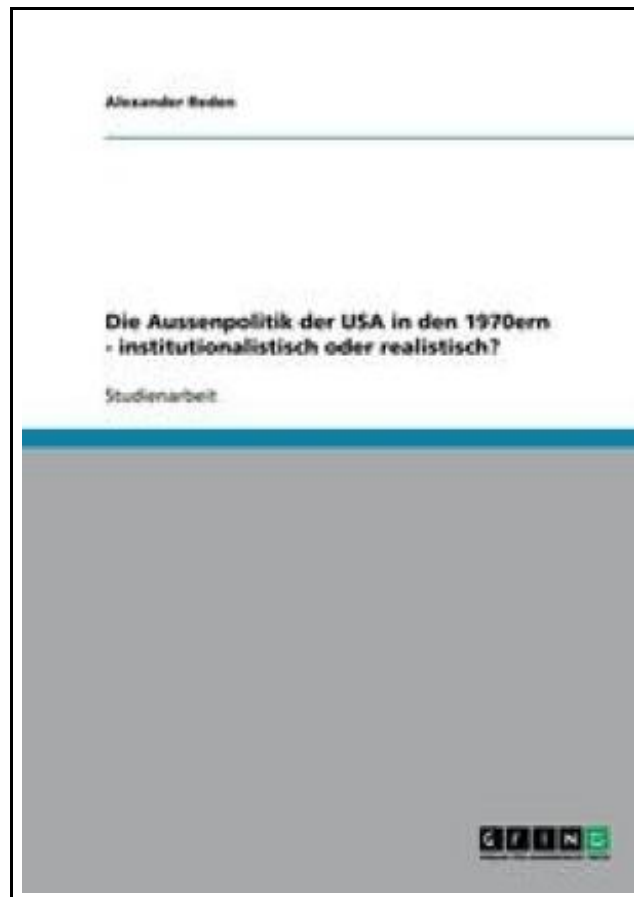 Alexander Reden
Die Aussenpolitik der USA in den 1970ern
- institutionalistisch oder realistisch?
Studienarbeit
GRIN